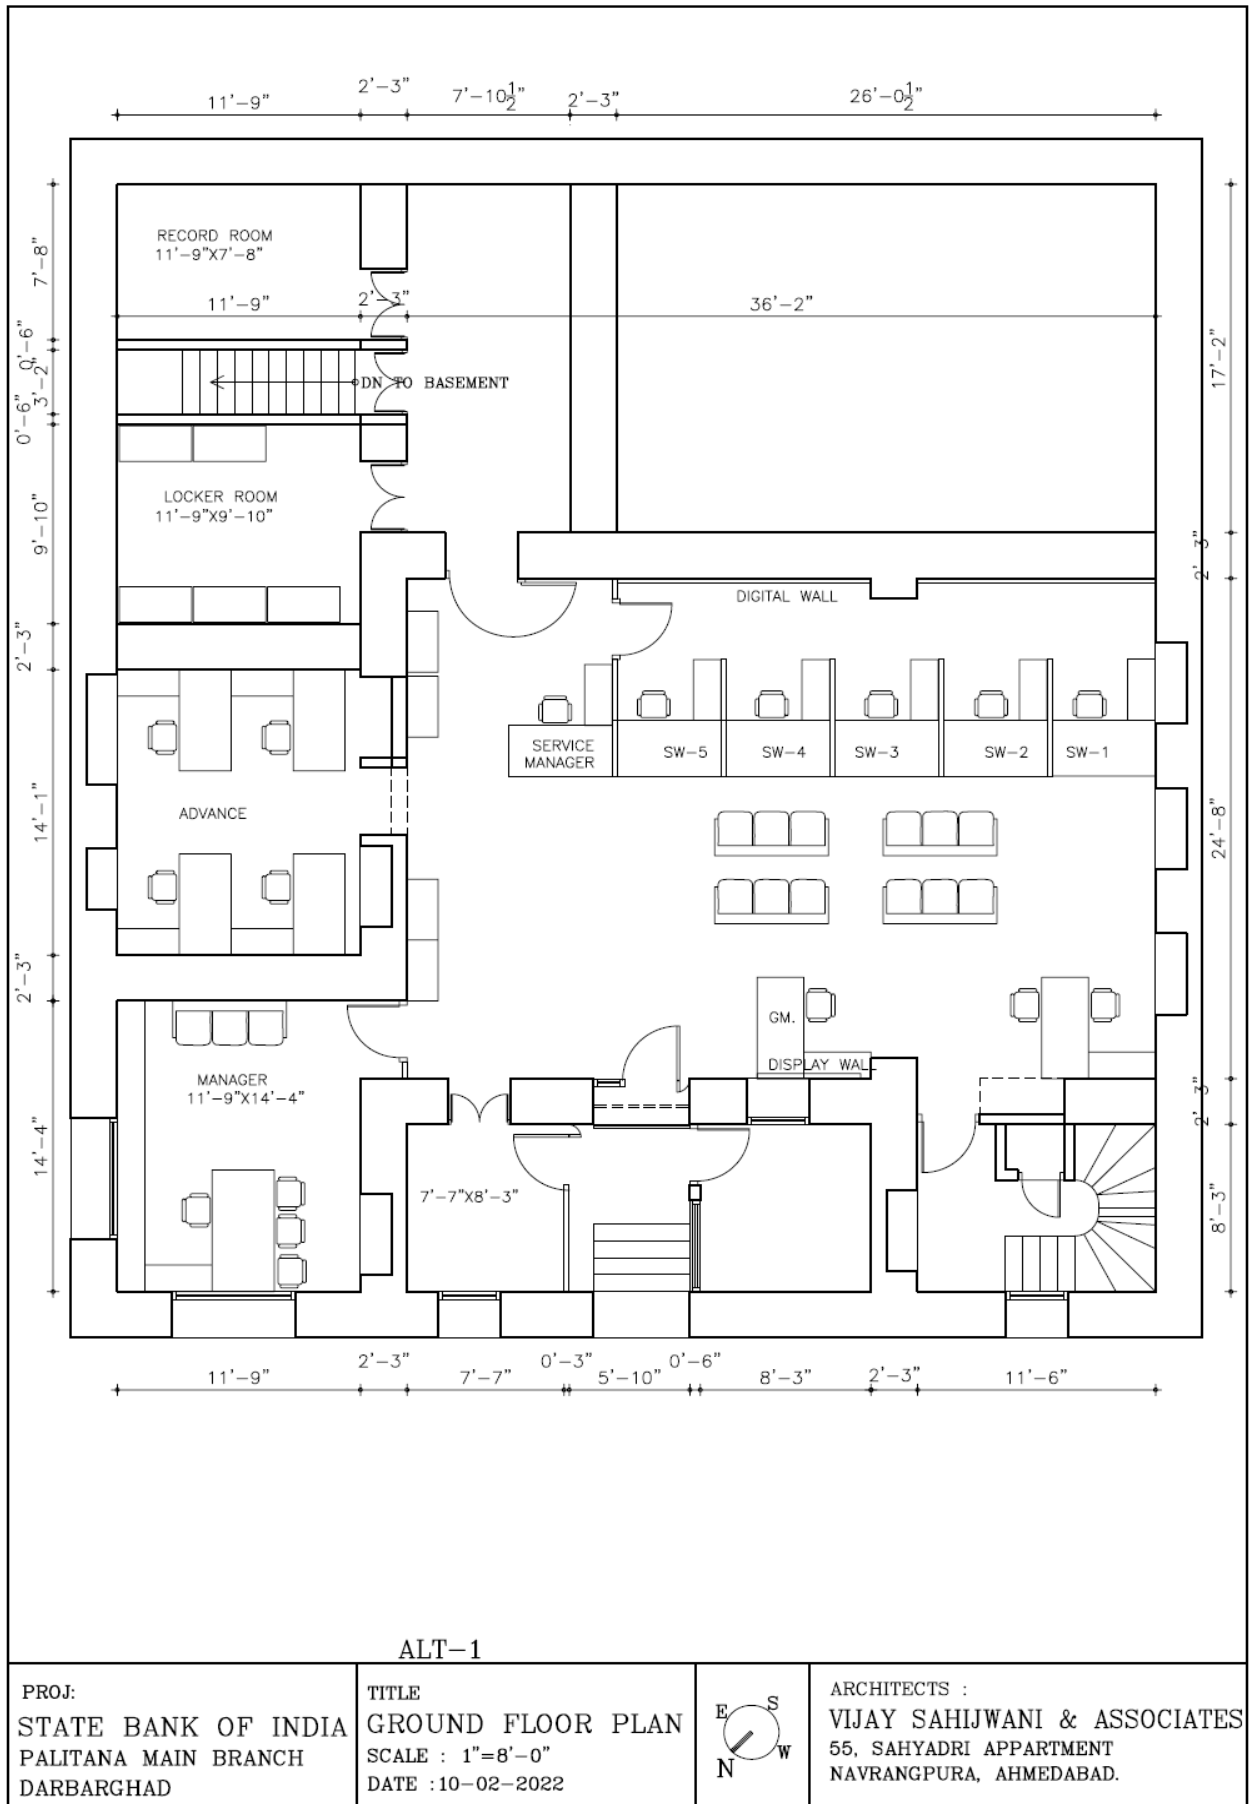 11'-9"
2'-3"
7'-10½"
2'-3"
26'-0½"
RECORD ROOM
11'-9"X7'-8"
7'-8"
11'-9"
2'-3"
36'-2"
0'-6"
3'-2"
0'-6"
DN TO BASEMENT
17'-2"
LOCKER ROOM
11'-9"X9'-10"
9'-10"
2'-3"
DIGITAL WALL
2'-3"
SERVICE
MANAGER
SW-5
SW-4
SW-3
SW-2
SW-1
ADVANCE
14'-1"
24'-8"
2'-3"
GM.
DISPLAY WALL
MANAGER
11'-9"X14'-4"
2'-3"
14'-4"
7'-7"X8'-3"
8'-3"
11'-9"
2'-3"
7'-7"
0'-3"
5'-10"
0'-6"
8'-3"
2'-3"
11'-6"
ALT-1
PROJ:
STATE BANK OF INDIA
PALITANA MAIN BRANCH
DARBARGHAD
TITLE
GROUND FLOOR PLAN
SCALE : 1"=8'-0"
DATE :10-02-2022
E
S
N
W
ARCHITECTS :
VIJAY SAHIJWANI & ASSOCIATES
55, SAHYADRI APPARTMENT
NAVRANGPURA, AHMEDABAD.